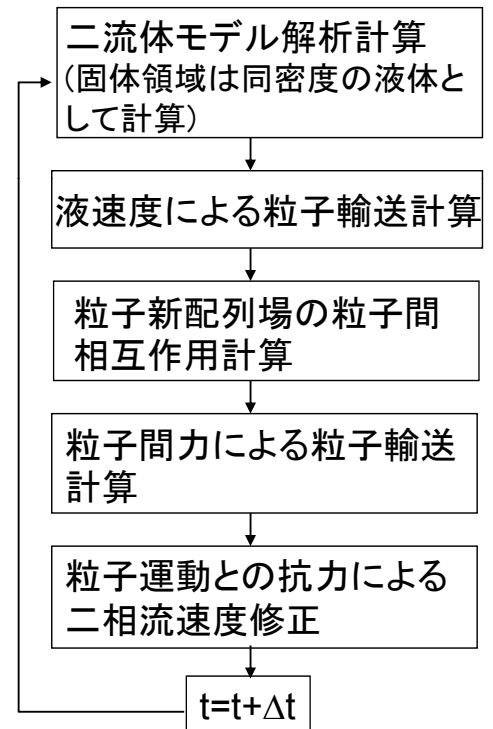 二流体モデル解析計算
(固体領域は同密度の液体と
して計算)
液速度による粒子輸送計算
粒子新配列場の粒子間
相互作用計算
粒子間力による粒子輸送
計算
粒子運動との抗力による
二相流速度修正
t=t+Δt